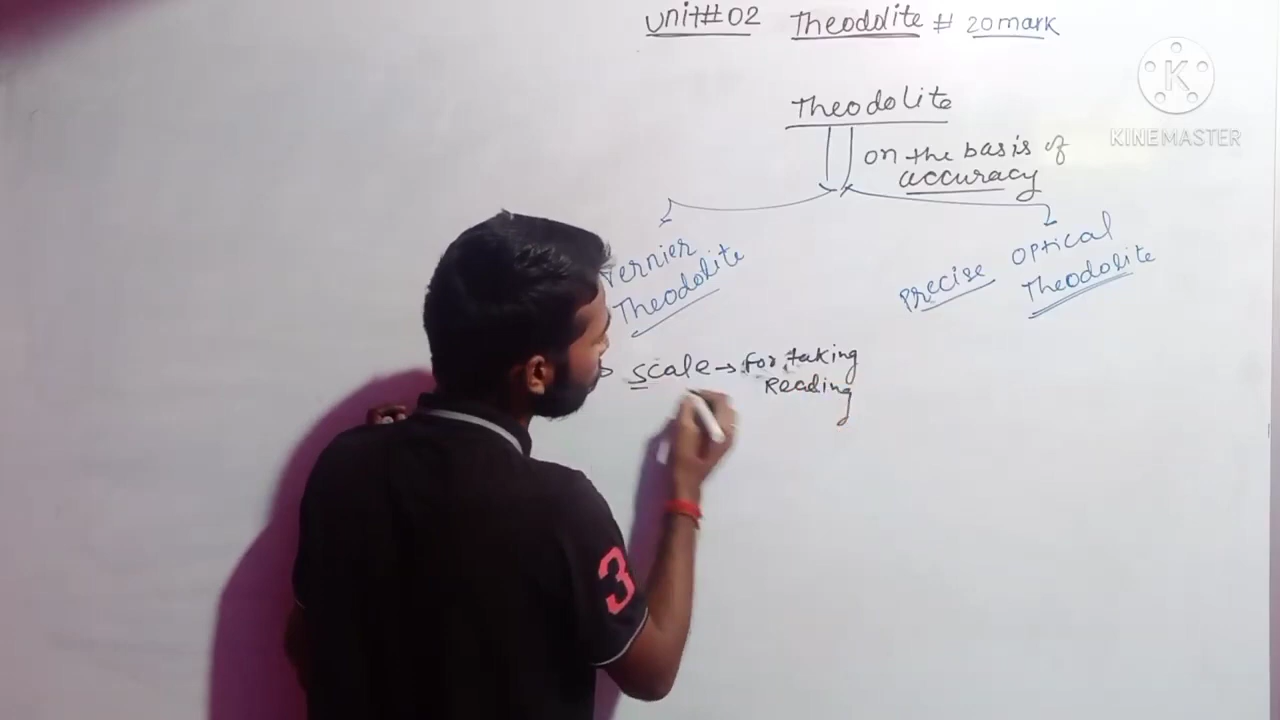 Unit#02 Theodolite # 20 mark
Theodolite
on the basis of
accuracy
Vernier
Theodolite
Precise Optical
Theodolite
scale → for taking
Reading
3
K
KINEMASTER